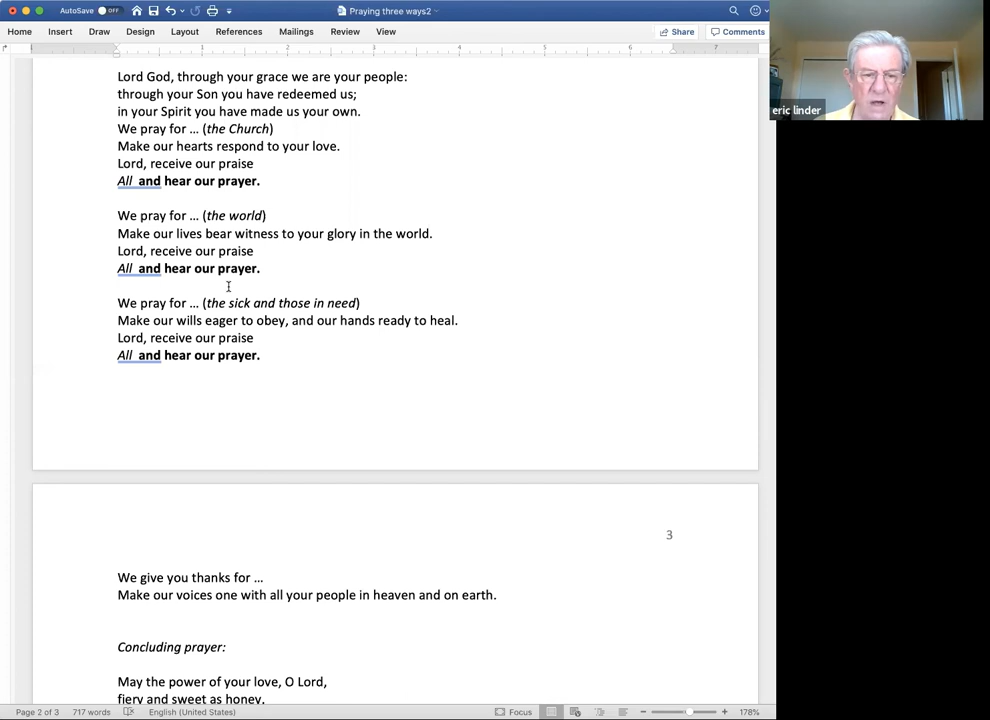 AutoSave OFF Praying three ways2
Home Insert Draw Design Layout References Mailings Review View Share Comments
1 1 2 3 4 5 6 7
Lord God, through your grace we are your people:
through your Son you have redeemed us;
in your Spirit you have made us your own.
We pray for … (the Church)
Make our hearts respond to your love.
Lord, receive our praise
All and hear our prayer.
We pray for … (the world)
Make our lives bear witness to your glory in the world.
Lord, receive our praise
All and hear our prayer.
We pray for … (the sick and those in need)
Make our wills eager to obey, and our hands ready to heal.
Lord, receive our praise
All and hear our prayer.
3
We give you thanks for …
Make our voices one with all your people in heaven and on earth.
Concluding prayer:
May the power of your love, O Lord,
fiery and sweet as honey,
Page 2 of 3 717 words English (United States) Focus 178%
eric linder